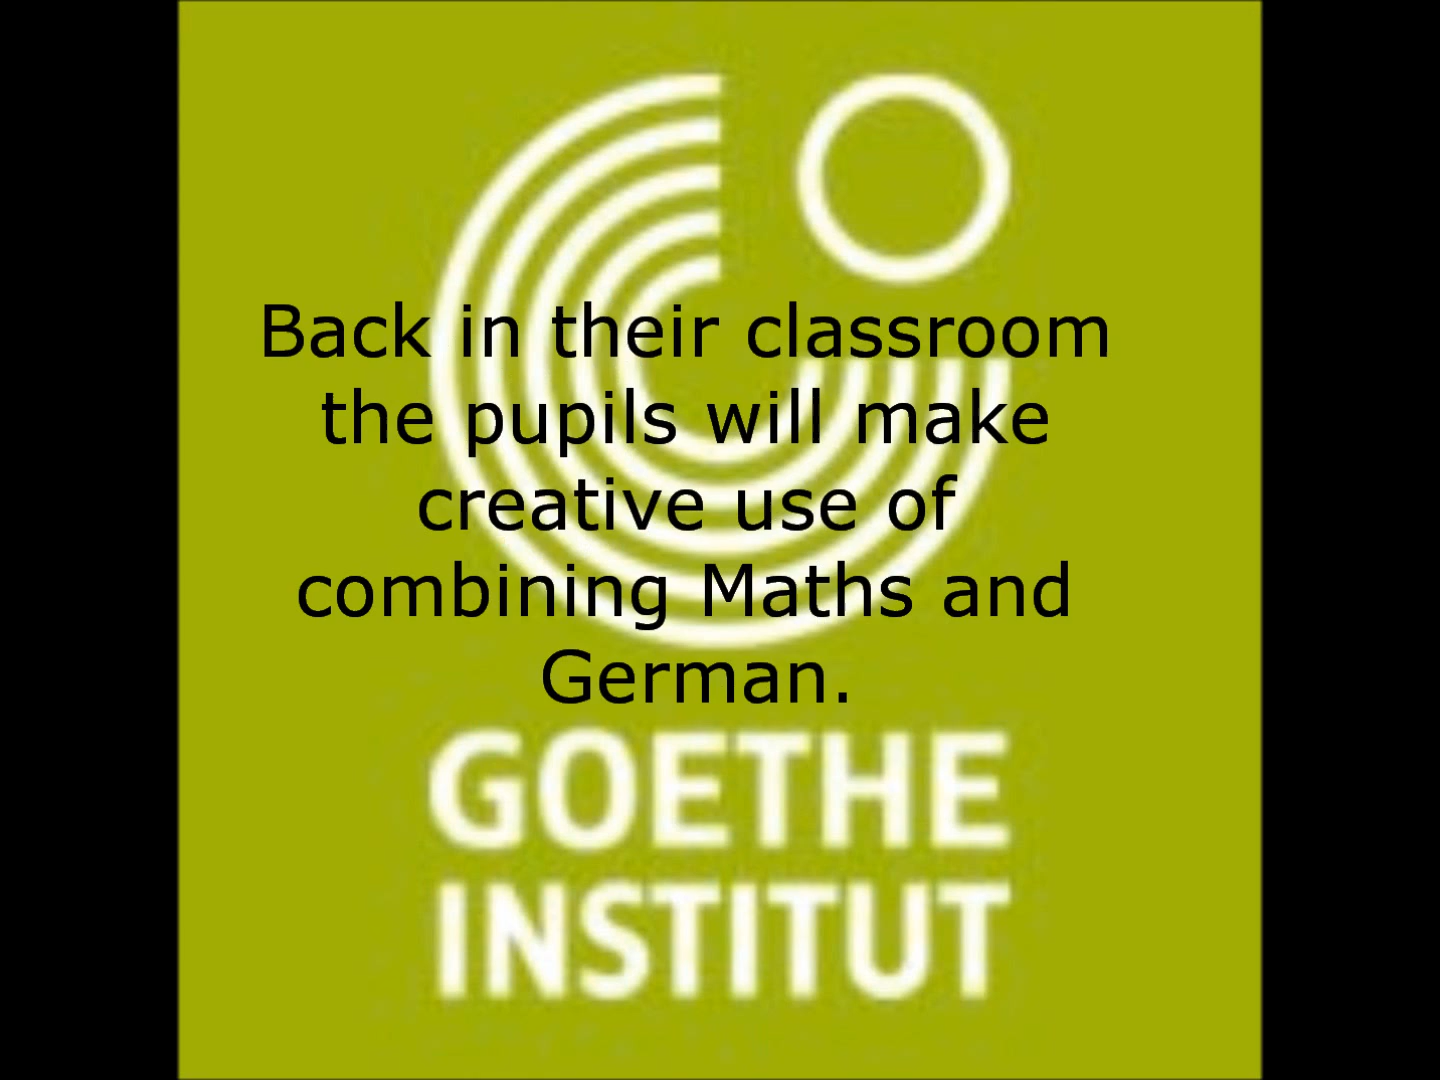 Back in their classroom
the pupils will make
creative use of
combining Maths and
German.
GOETHE
INSTITUT